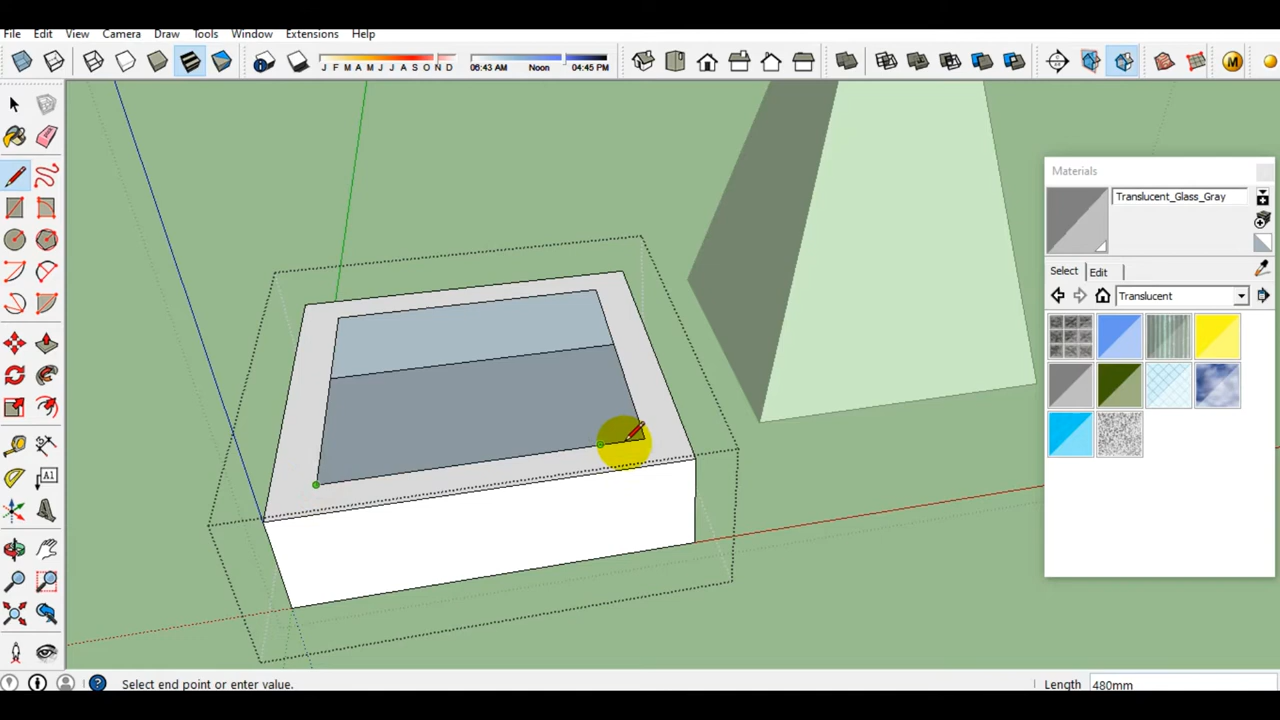 File Edit View Camera Draw Tools Window Extensions Help
J F M A M J J A S O N D 06:43 AM Noon 04:45 PM
M
Materials
Translucent_Glass_Gray
Select Edit
Translucent
A1
Select end point or enter value. Length 480mm